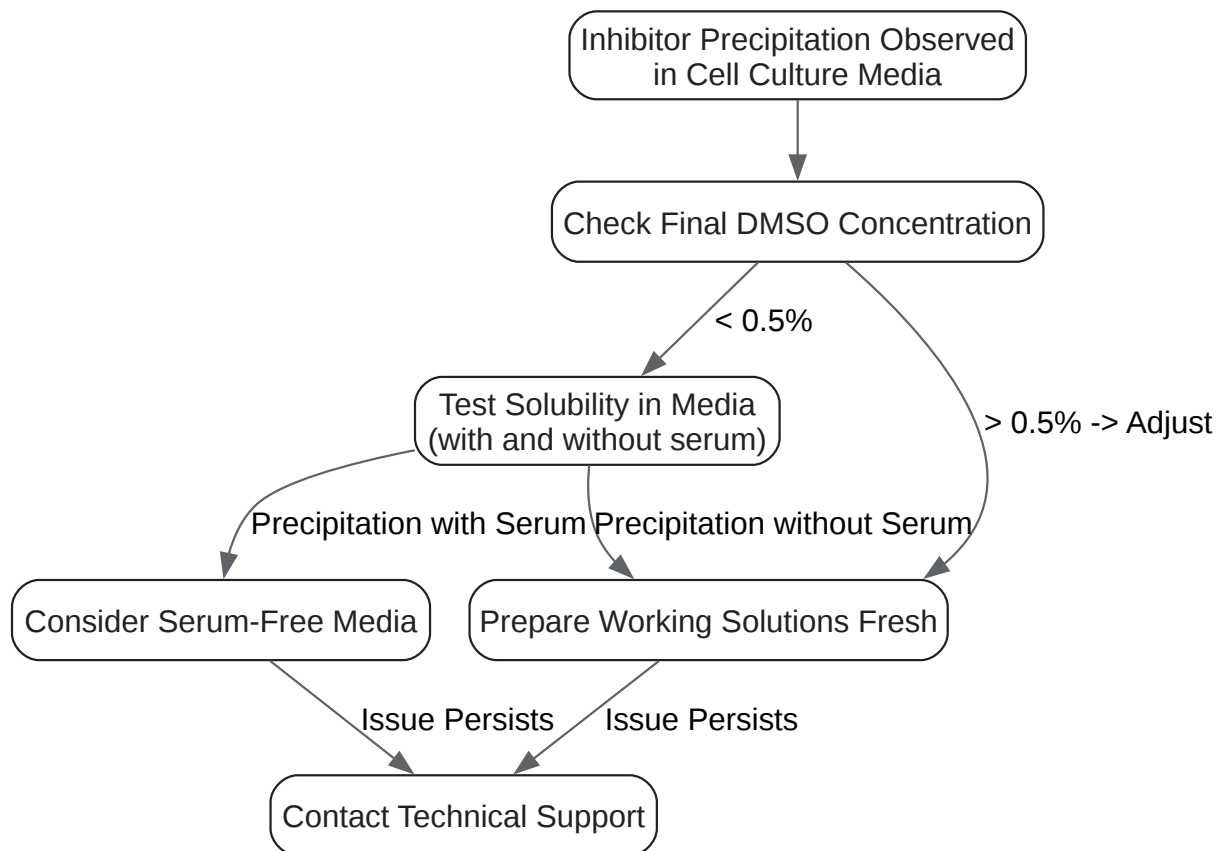 Inhibitor Precipitation Observed
in Cell Culture Media
Check Final DMSO Concentration
< 0.5%
> 0.5% -> Adjust
Test Solubility in Media
(with and without serum)
Precipitation with Serum
Precipitation without Serum
Consider Serum-Free Media
Prepare Working Solutions Fresh
Issue Persists
Issue Persists
Contact Technical Support